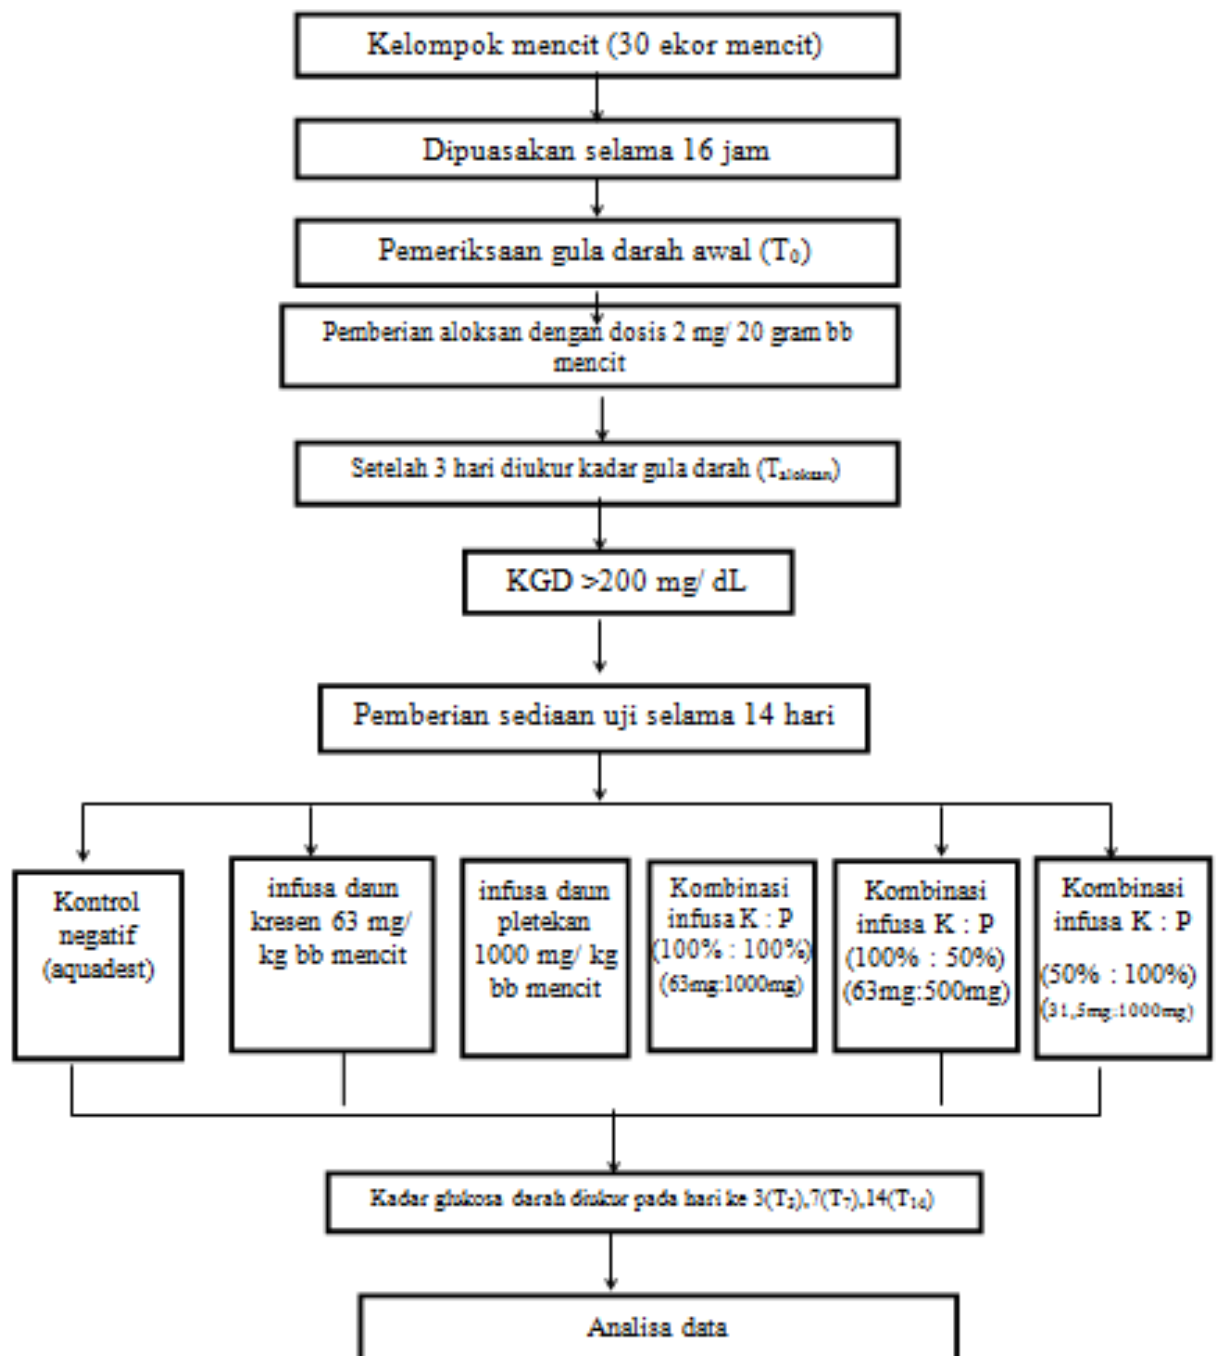 Kelompok mencit (30 ekor mencit)
Dipuasakan selama 16 jam
Pemeriksaan gula darah awal (T₀)
Pemberian aloksan dengan dosis 2 mg/ 20 gram bb
mencit
Setelah 3 hari diukur kadar gula darah (Taloksan)
KGD >200 mg/ dL
Pemberian sediaan uji selama 14 hari
Kontrol
negatif
(aquadest)
infusa daun
kresen 63 mg/
kg bb mencit
infusa daun
pletekan
1000 mg/ kg
bb mencit
Kombinasi
infusa K : P
(100% : 100%)
(63mg:1000mg)
Kombinasi
infusa K : P
(100% : 50%)
(63mg:500mg)
Kombinasi
infusa K : P
(50% : 100%)
(31,5mg:1000mg)
Kadar glukosa darah diukur pada hari ke 3(T₃),7(T₇),14(T₁₄)
Analisa data